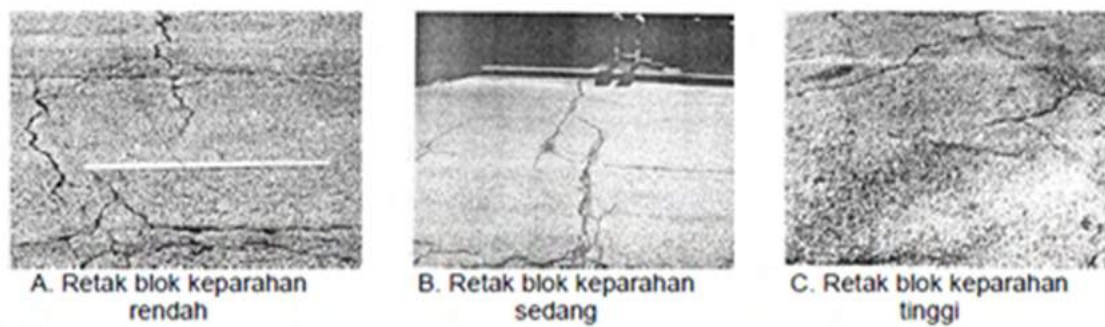 A. Retak blok keparahan
rendah
B. Retak blok keparahan
sedang
C. Retak blok keparahan
tinggi